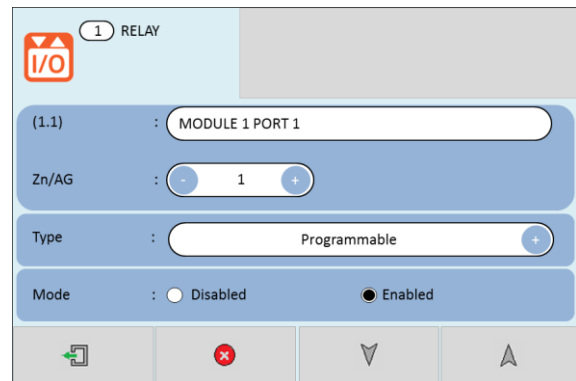 1 RELAY
I/O
(1.1) : MODULE 1 PORT 1
Zn/AG : - 1 +
Type : Programmable +
Mode : Disabled Enabled